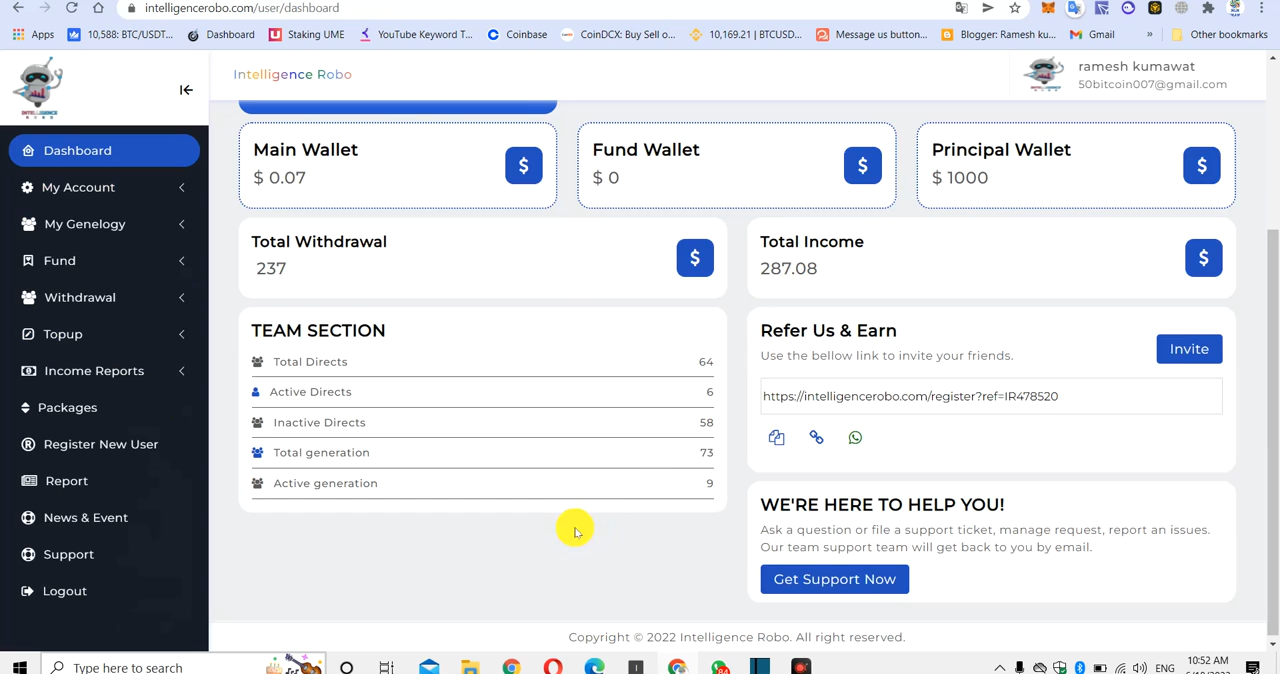 intelligencerobo.com/user/dashboard
Apps
10,588: BTC/USDT...
Dashboard
Staking UME
YouTube Keyword T...
Coinbase
CoinDCX: Buy Sell o...
10,169.21 | BTCUSD...
Message us button...
Blogger: Ramesh ku...
Gmail
»
Other bookmarks
INTELLIGENCE
Intelligence Robo
ramesh kumawat
50bitcoin007@gmail.com
Dashboard
My Account
My Genelogy
Fund
Withdrawal
Topup
Income Reports
Packages
Register New User
Report
News & Event
Support
Logout
Main Wallet
$ 0.07
$
Fund Wallet
$ 0
$
Principal Wallet
$ 1000
$
Total Withdrawal
237
$
Total Income
287.08
$
TEAM SECTION
Total Directs 64
Active Directs 6
Inactive Directs 58
Total generation 73
Active generation 9
Refer Us & Earn
Use the bellow link to invite your friends.
Invite
https://intelligencerobo.com/register?ref=IR478520
WE'RE HERE TO HELP YOU!
Ask a question or file a support ticket, manage request, report an issues.
Our team support team will get back to you by email.
Get Support Now
Copyright © 2022 Intelligence Robo. All right reserved.
Type here to search
ENG
10:52 AM